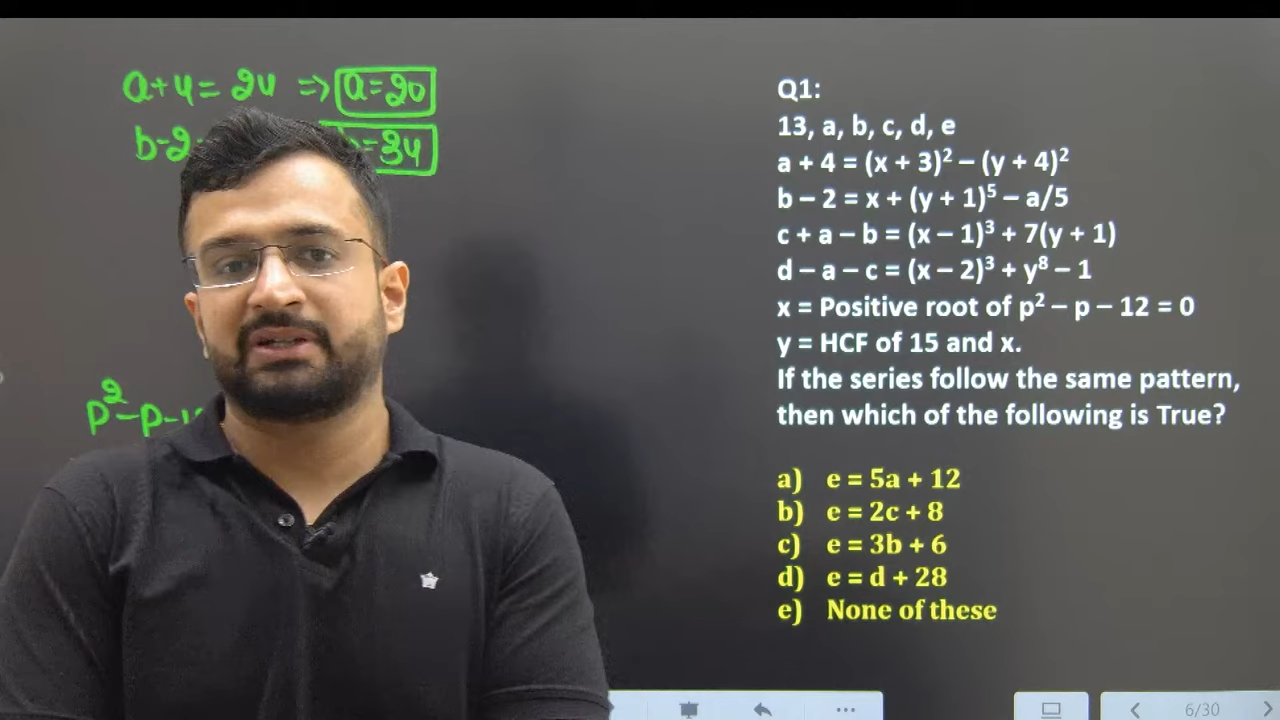 a+4= 24 => a=20
b-2= =34
p²-p-1
Q1:
13, a, b, c, d, e
a + 4 = (x + 3)² – (y + 4)²
b – 2 = x + (y + 1)⁵ – a/5
c + a – b = (x – 1)³ + 7(y + 1)
d – a – c = (x – 2)³ + y⁸ – 1
x = Positive root of p² – p – 12 = 0
y = HCF of 15 and x.
If the series follow the same pattern,
then which of the following is True?
a) e = 5a + 12
b) e = 2c + 8
c) e = 3b + 6
d) e = d + 28
e) None of these
6/30